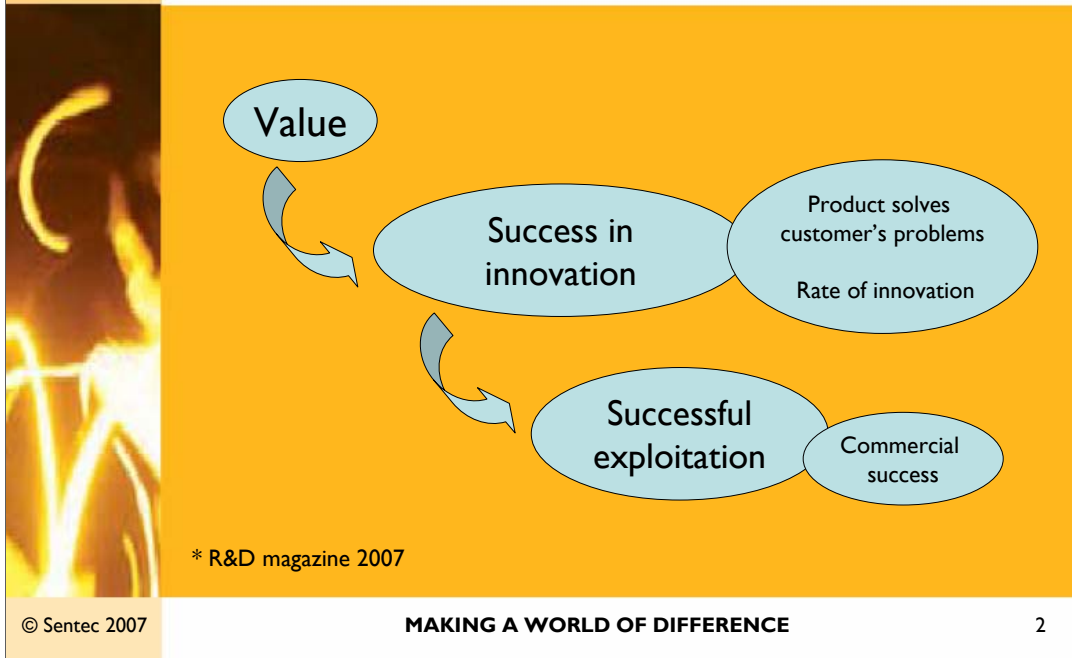 Value
Success in
innovation
Product solves
customer’s problems
Rate of innovation
Successful
exploitation
Commercial
success
* R&D magazine 2007
© Sentec 2007
MAKING A WORLD OF DIFFERENCE
2